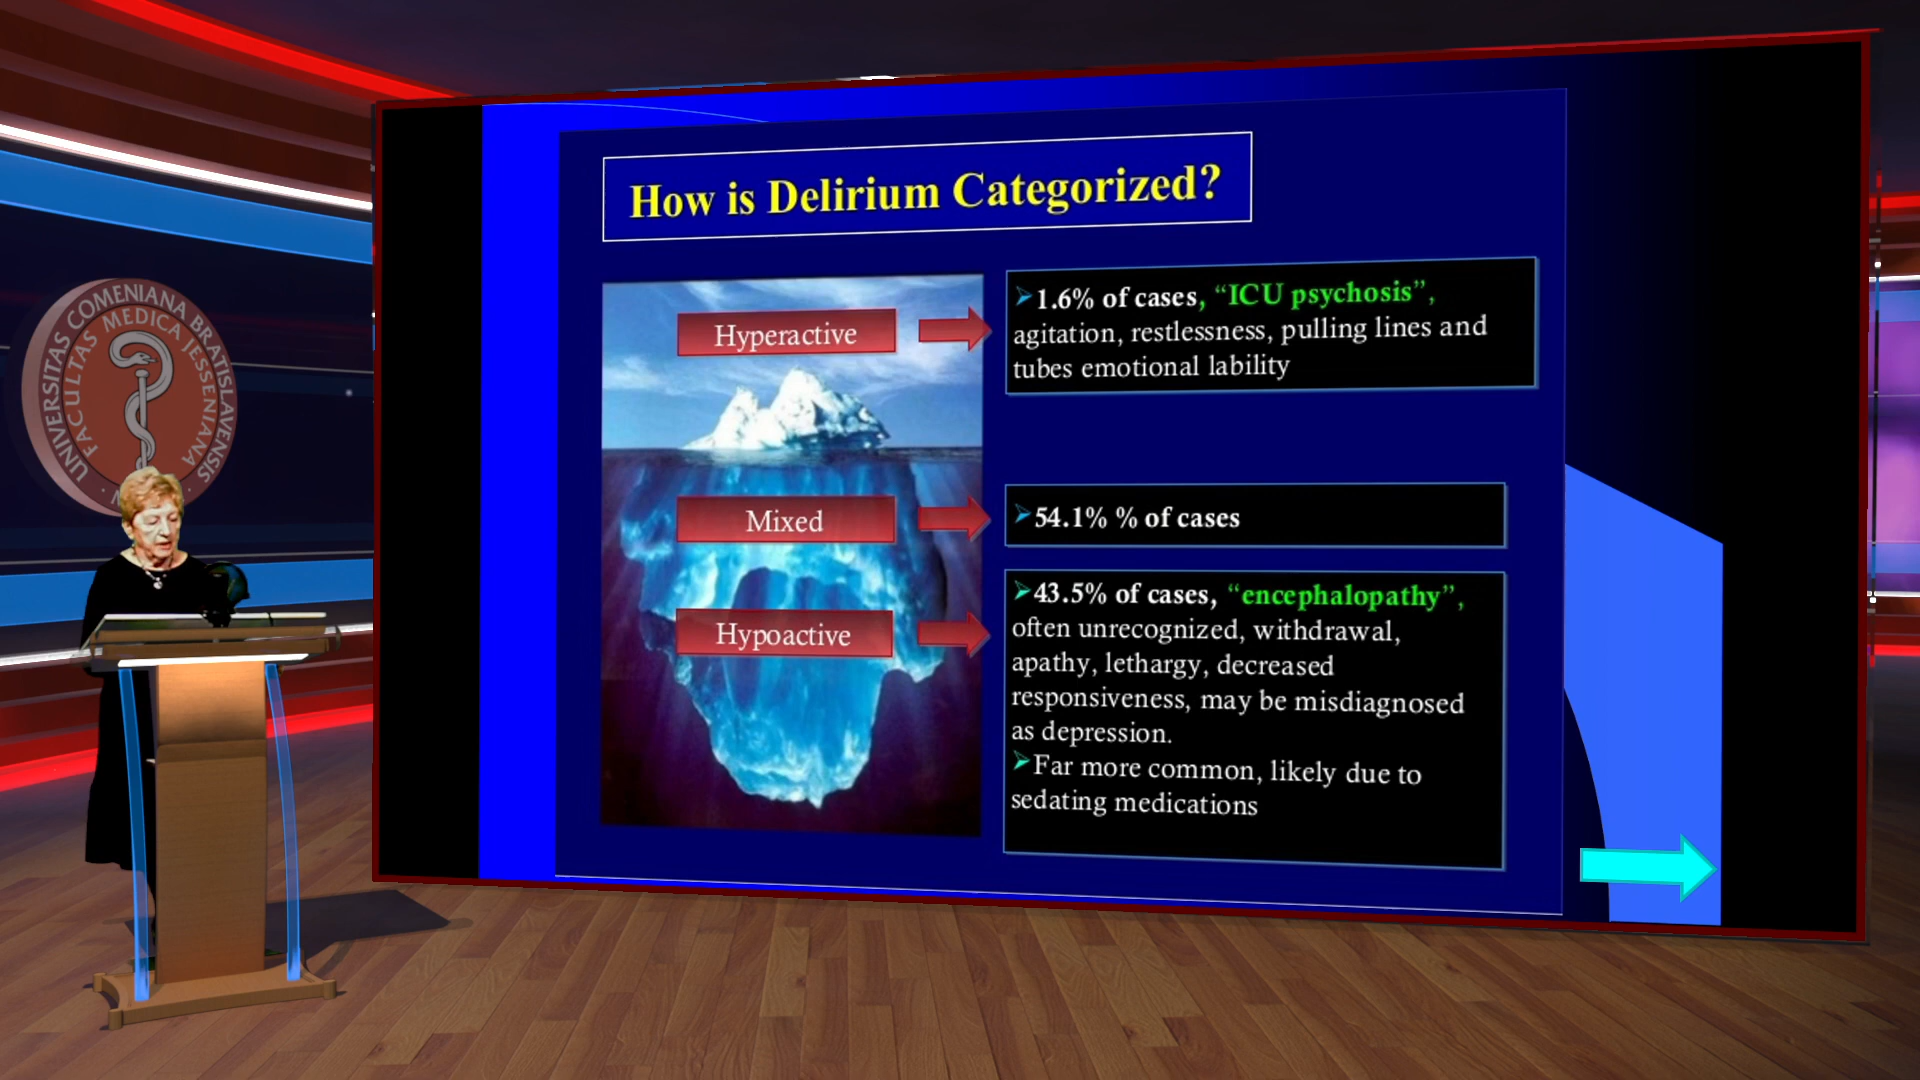 How is Delirium Categorized?
Hyperactive
➢1.6% of cases, “ICU psychosis”,
agitation, restlessness, pulling lines and
tubes emotional lability
Mixed
➢54.1% % of cases
Hypoactive
➢43.5% of cases, “encephalopathy”,
often unrecognized, withdrawal,
apathy, lethargy, decreased
responsiveness, may be misdiagnosed
as depression.
➢Far more common, likely due to
sedating medications
UNIVERSITAS COMENIANA BRATISLAVENSIS
FACULTAS MEDICA JESSENIANA